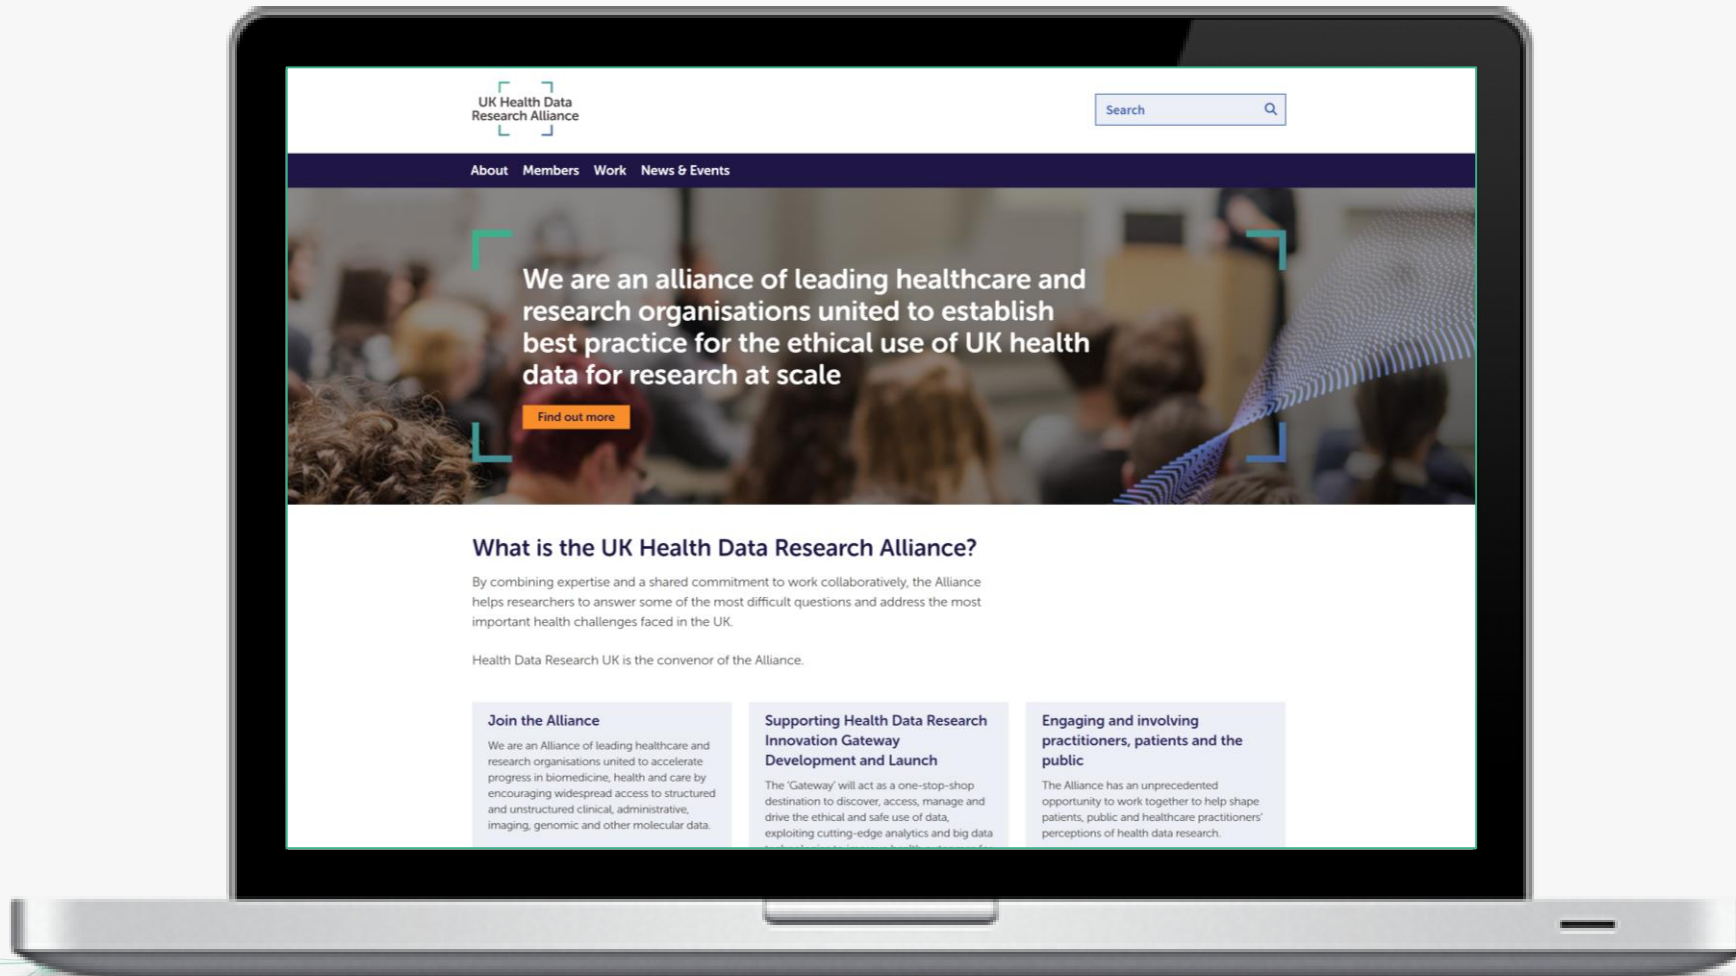 UK Health Data
Research Alliance
Search
About Members Work News & Events
We are an alliance of leading healthcare and
research organisations united to establish
best practice for the ethical use of UK health
data for research at scale
Find out more
What is the UK Health Data Research Alliance?
By combining expertise and a shared commitment to work collaboratively, the Alliance
helps researchers to answer some of the most difficult questions and address the most
important health challenges faced in the UK.
Health Data Research UK is the convenor of the Alliance.
Join the Alliance
We are an Alliance of leading healthcare and
research organisations united to accelerate
progress in biomedicine, health and care by
encouraging widespread access to structured
and unstructured clinical, administrative,
imaging, genomic and other molecular data.
Supporting Health Data Research
Innovation Gateway
Development and Launch
The 'Gateway' will act as a one-stop-shop
destination to discover, access, manage and
drive the ethical and safe use of data,
exploiting cutting-edge analytics and big data
Engaging and involving
practitioners, patients and the
public
The Alliance has an unprecedented
opportunity to work together to help shape
patients, public and healthcare practitioners'
perceptions of health data research.